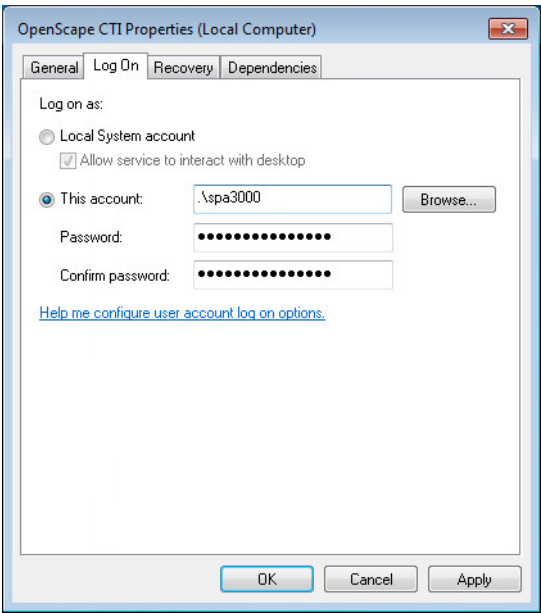 OpenScape CTI Properties (Local Computer)
General Log On Recovery Dependencies
Log on as:
Local System account
Allow service to interact with desktop
This account: .\spa3000 Browse...
Password: ●●●●●●●●●●●●●●●
Confirm password: ●●●●●●●●●●●●●●●
Help me configure user account log on options.
OK Cancel Apply